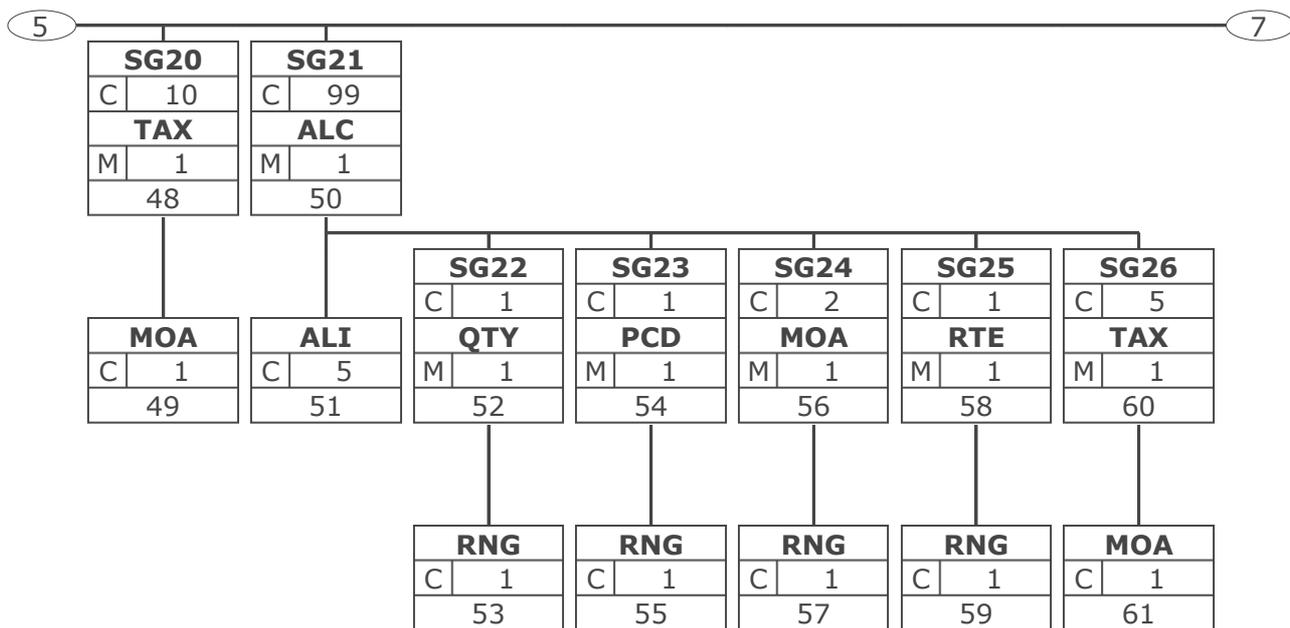 5 7
SG20 SG21
C 10 C 99
TAX ALC
M 1 M 1
48 50
SG22 SG23 SG24 SG25 SG26
C 1 C 1 C 2 C 1 C 5
MOA ALI QTY PCD MOA RTE TAX
C 1 C 5 M 1 M 1 M 1 M 1 M 1
49 51 52 54 56 58 60
RNG RNG RNG RNG MOA
C 1 C 1 C 1 C 1 C 1
53 55 57 59 61